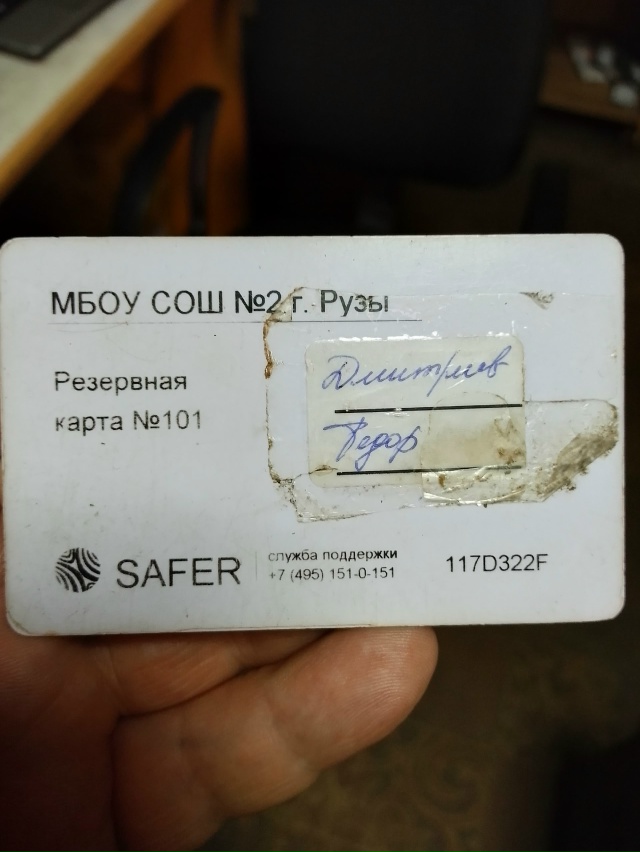 МБОУ СОШ №2 г. Рузы
Резервная
карта №101
Дмитриев
Федор
SAFER
служба поддержки
+7 (495) 151-0-151
117D322F